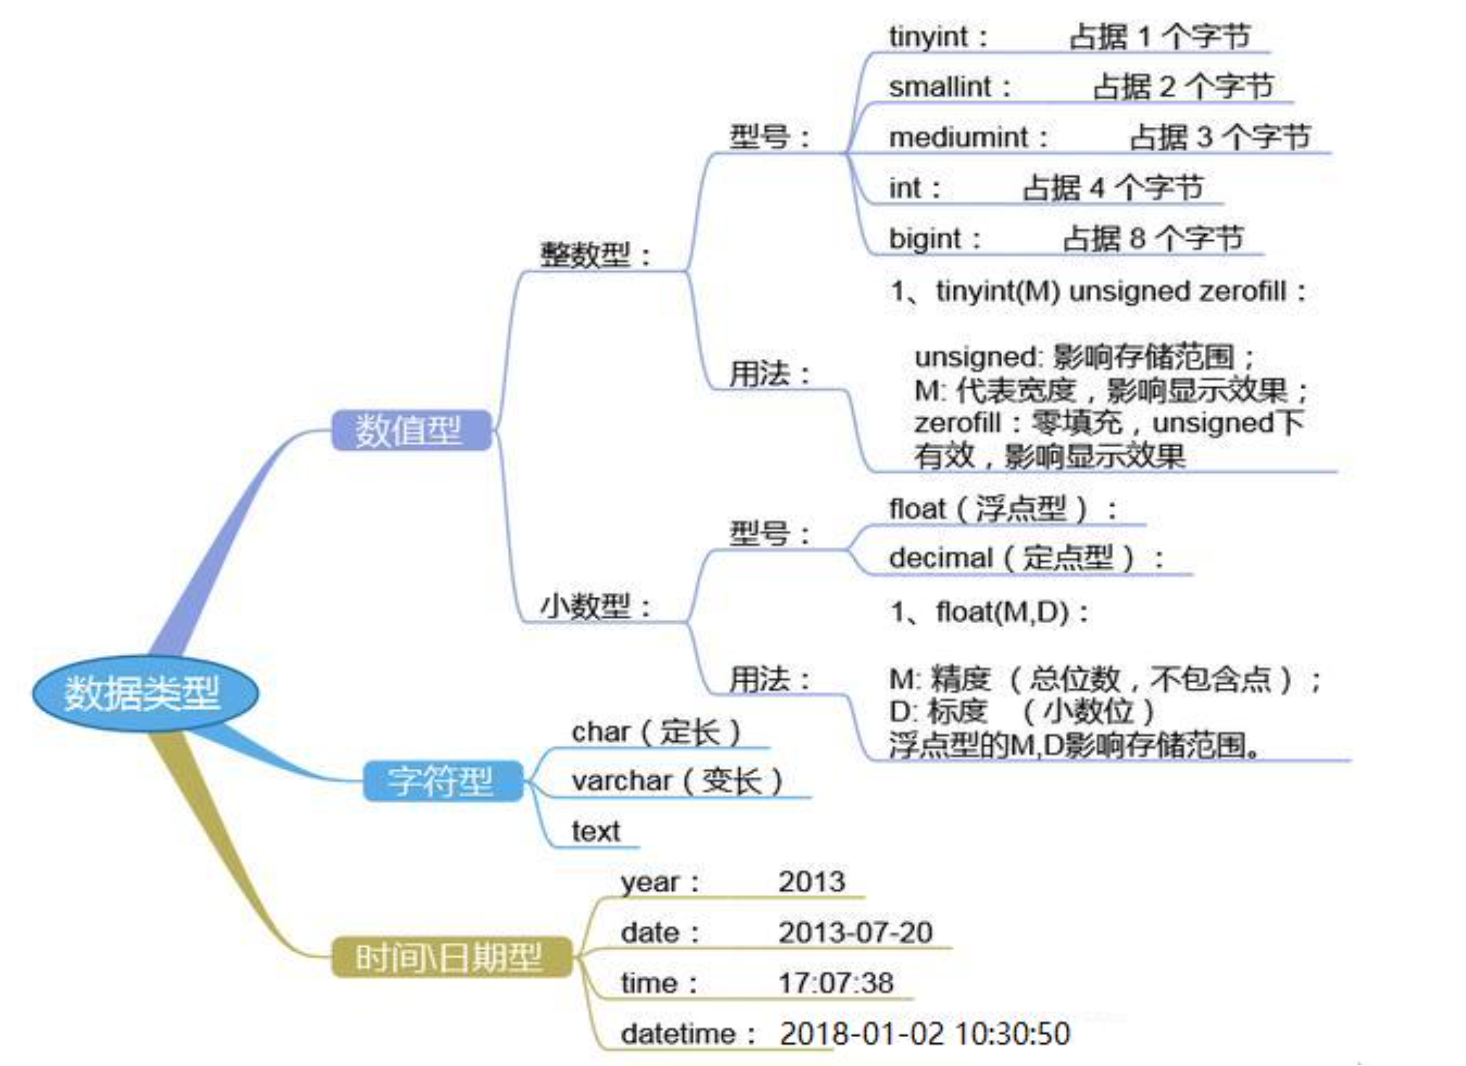 数据类型
数值型
整数型：
型号：
tinyint： 占据 1 个字节
smallint： 占据 2 个字节
mediumint： 占据 3 个字节
int： 占据 4 个字节
bigint： 占据 8 个字节
用法：
1、tinyint(M) unsigned zerofill：
unsigned: 影响存储范围；
M: 代表宽度，影响显示效果；
zerofill：零填充，unsigned下
有效，影响显示效果
小数型：
型号：
float（浮点型）：
decimal（定点型）：
用法：
1、float(M,D)：
M: 精度 （总位数，不包含点）；
D: 标度 （小数位）
浮点型的M,D影响存储范围。
字符型
char（定长）
varchar（变长）
text
时间\日期型
year： 2013
date： 2013-07-20
time： 17:07:38
datetime： 2018-01-02 10:30:50